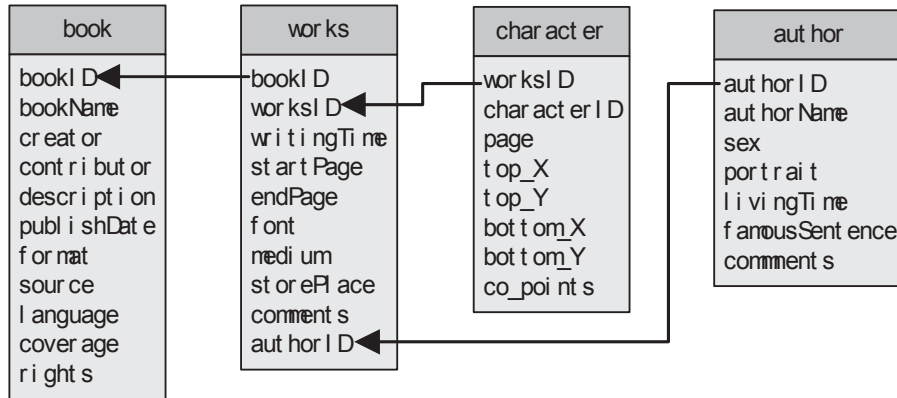 book
bookID
bookName
creator
contributor
description
publishDate
format
source
language
coverage
rights
works
bookID
worksID
writingTime
startPage
endPage
font
medium
storePlace
comments
authorID
character
worksID
characterID
page
top_X
top_Y
bottom_X
bottom_Y
co_points
author
authorID
authorName
sex
portrait
livingTime
famousSentence
comments